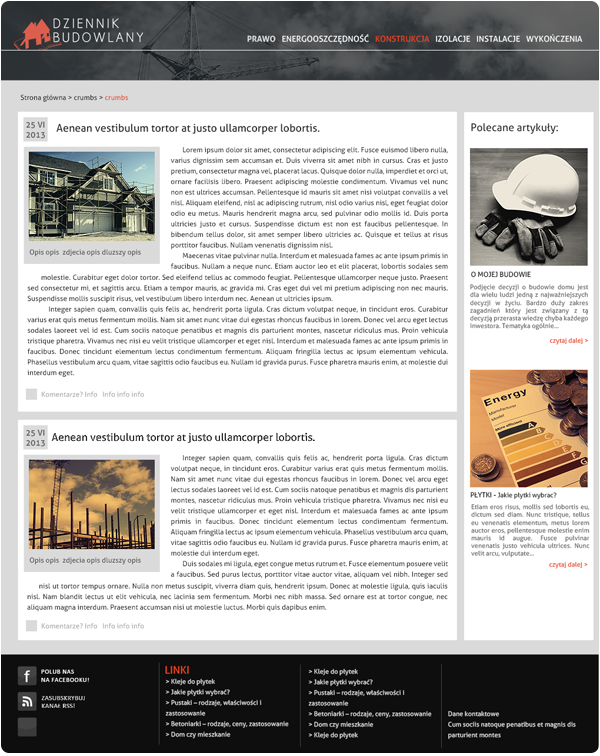 DZIENNIK
BUDOWLANY
PRAWO ENERGOOSZCZĘDNOŚĆ KONSTRUKCJA IZOLACJE INSTALACJE WYKOŃCZENIA
Strona główna > crumbs > crumbs
25 VI
2013
Aenean vestibulum tortor at justo ullamcorper lobortis.
Lorem ipsum dolor sit amet, consectetur adipiscing elit. Fusce euismod libero nulla,
varius dignissim sem accumsan et. Duis viverra sit amet nibh in cursus. Cras et justo
pretium, consectetur magna vel, placerat lacus. Quisque dolor nulla, imperdiet et orci ut,
ornare facilisis libero. Praesent adipiscing molestie condimentum. Vivamus vel nunc
non est ultrices accumsan. Pellentesque id mauris sit amet nisi volutpat convallis a vel
nisl. Aliquam eleifend, nisl ac adipiscing rutrum, nisl odio varius nisl, eget feugiat dolor
odio eu metus. Mauris hendrerit magna arcu, sed pulvinar odio mollis id. Duis porta
ultricies justo et cursus. Suspendisse dictum est non est faucibus pellentesque. In
bibendum tellus dolor, sit amet semper libero ultricies ac. Quisque et tellus at risus
porttitor faucibus. Nullam venenatis dignissim nisl.
Opis opis zdjecia opis dluzszy opis
Maecenas vitae pulvinar nulla. Interdum et malesuada fames ac ante ipsum primis in
faucibus. Nullam a neque nunc. Etiam auctor leo et elit placerat, lobortis sodales sem
molestie. Curabitur eget dolor tortor. Sed eleifend tellus ac commodo feugiat. Pellentesque ullamcorper neque justo. Praesent
sed consectetur mi, et sagittis arcu. Etiam a tempor mauris, ac gravida mi. Cras eget dui vel mi pretium adipiscing non nec mauris.
Suspendisse mollis suscipit risus, vel vestibulum libero interdum nec. Aenean ut ultricies ipsum.
Integer sapien quam, convallis quis felis ac, hendrerit porta ligula. Cras dictum volutpat neque, in tincidunt eros. Curabitur
varius erat quis metus fermentum mollis. Nam sit amet nunc vitae dui egestas rhoncus faucibus in lorem. Donec vel arcu eget lectus
sodales laoreet vel id est. Cum sociis natoque penatibus et magnis dis parturient montes, nascetur ridiculus mus. Proin vehicula
tristique pharetra. Vivamus nec nisi eu velit tristique ullamcorper et eget nisl. Interdum et malesuada fames ac ante ipsum primis in
faucibus. Donec tincidunt elementum lectus condimentum fermentum. Aliquam fringilla lectus ac ipsum elementum vehicula.
Phasellus vestibulum arcu quam, vitae sagittis odio faucibus eu. Nullam id gravida purus. Fusce pharetra mauris enim, at molestie dui
interdum eget.
Komentarze? Info Info info info
25 VI
2013
Aenean vestibulum tortor at justo ullamcorper lobortis.
Integer sapien quam, convallis quis felis ac, hendrerit porta ligula. Cras dictum
volutpat neque, in tincidunt eros. Curabitur varius erat quis metus fermentum mollis.
Nam sit amet nunc vitae dui egestas rhoncus faucibus in lorem. Donec vel arcu eget
lectus sodales laoreet vel id est. Cum sociis natoque penatibus et magnis dis parturient
montes, nascetur ridiculus mus. Proin vehicula tristique pharetra. Vivamus nec nisi eu
velit tristique ullamcorper et eget nisl. Interdum et malesuada fames ac ante ipsum
primis in faucibus. Donec tincidunt elementum lectus condimentum fermentum.
Aliquam fringilla lectus ac ipsum elementum vehicula. Phasellus vestibulum arcu quam,
vitae sagittis odio faucibus eu. Nullam id gravida purus. Fusce pharetra mauris enim, at
molestie dui interdum eget.
Opis opis zdjecia opis dluzszy opis
Duis sodales mi ligula, eget congue metus rutrum et. Fusce elementum posuere velit
a faucibus. Sed purus lectus, porttitor vitae auctor vitae, aliquam vel nibh. Integer sed
nisl ut tortor tempus ornare. Nulla non metus suscipit, viverra diam quis, hendrerit ipsum. Donec at molestie ligula, quis iaculis
nisl. Nam blandit lectus ut elit vehicula, nec lacinia sem fermentum. Morbi nec nibh massa. Sed ornare est at tortor congue, nec
aliquam magna interdum. Praesent accumsan nisi ut molestie luctus. Morbi quis dapibus enim.
Komentarze? Info Info info info
Polecane artykuły:
O MOJEJ BUDOWIE
Podjęcie decyzji o budowie domu jest
dla wielu ludzi jedną z najważniejszych
decyzji w życiu. Bardzo duży zakres
zagadnień który jest związany z tą
decyzją przerasta wiedzę chyba każdego
inwestora. Tematyka ogólnie...
czytaj dalej >
Energy
Manufacturer
Model
More efficient
A
PŁYTKI - Jakie płytki wybrac?
Etiam eros risus, mollis sed lobortis eu,
dictum sed diam. Nunc tristique, tellus
eu venenatis elementum, metus lorem
auctor eros, pellentesque molestie enim
mauris id augue. Fusce pulvinar
venenatis justo vehicula ultrices. Nunc
velit arcu, vulputate...
czytaj dalej >
f
POLUB NAS
NA FACEBOOKU!
ZASUBSKRYBUJ
KANAŁ RSS!
LINKI
> Kleje do płytek
> Jakie płytki wybrać?
> Pustaki – rodzaje, właściwości i
zastosowanie
> Betoniarki – rodzaje, ceny, zastosowanie
> Dom czy mieszkanie
> Kleje do płytek
> Jakie płytki wybrać?
> Pustaki – rodzaje, właściwości i
zastosowanie
> Betoniarki – rodzaje, ceny, zastosowanie
> Dom czy mieszkanie
> Kleje do płytek
Dane kontaktowe
Cum sociis natoque penatibus et magnis dis
parturient montes